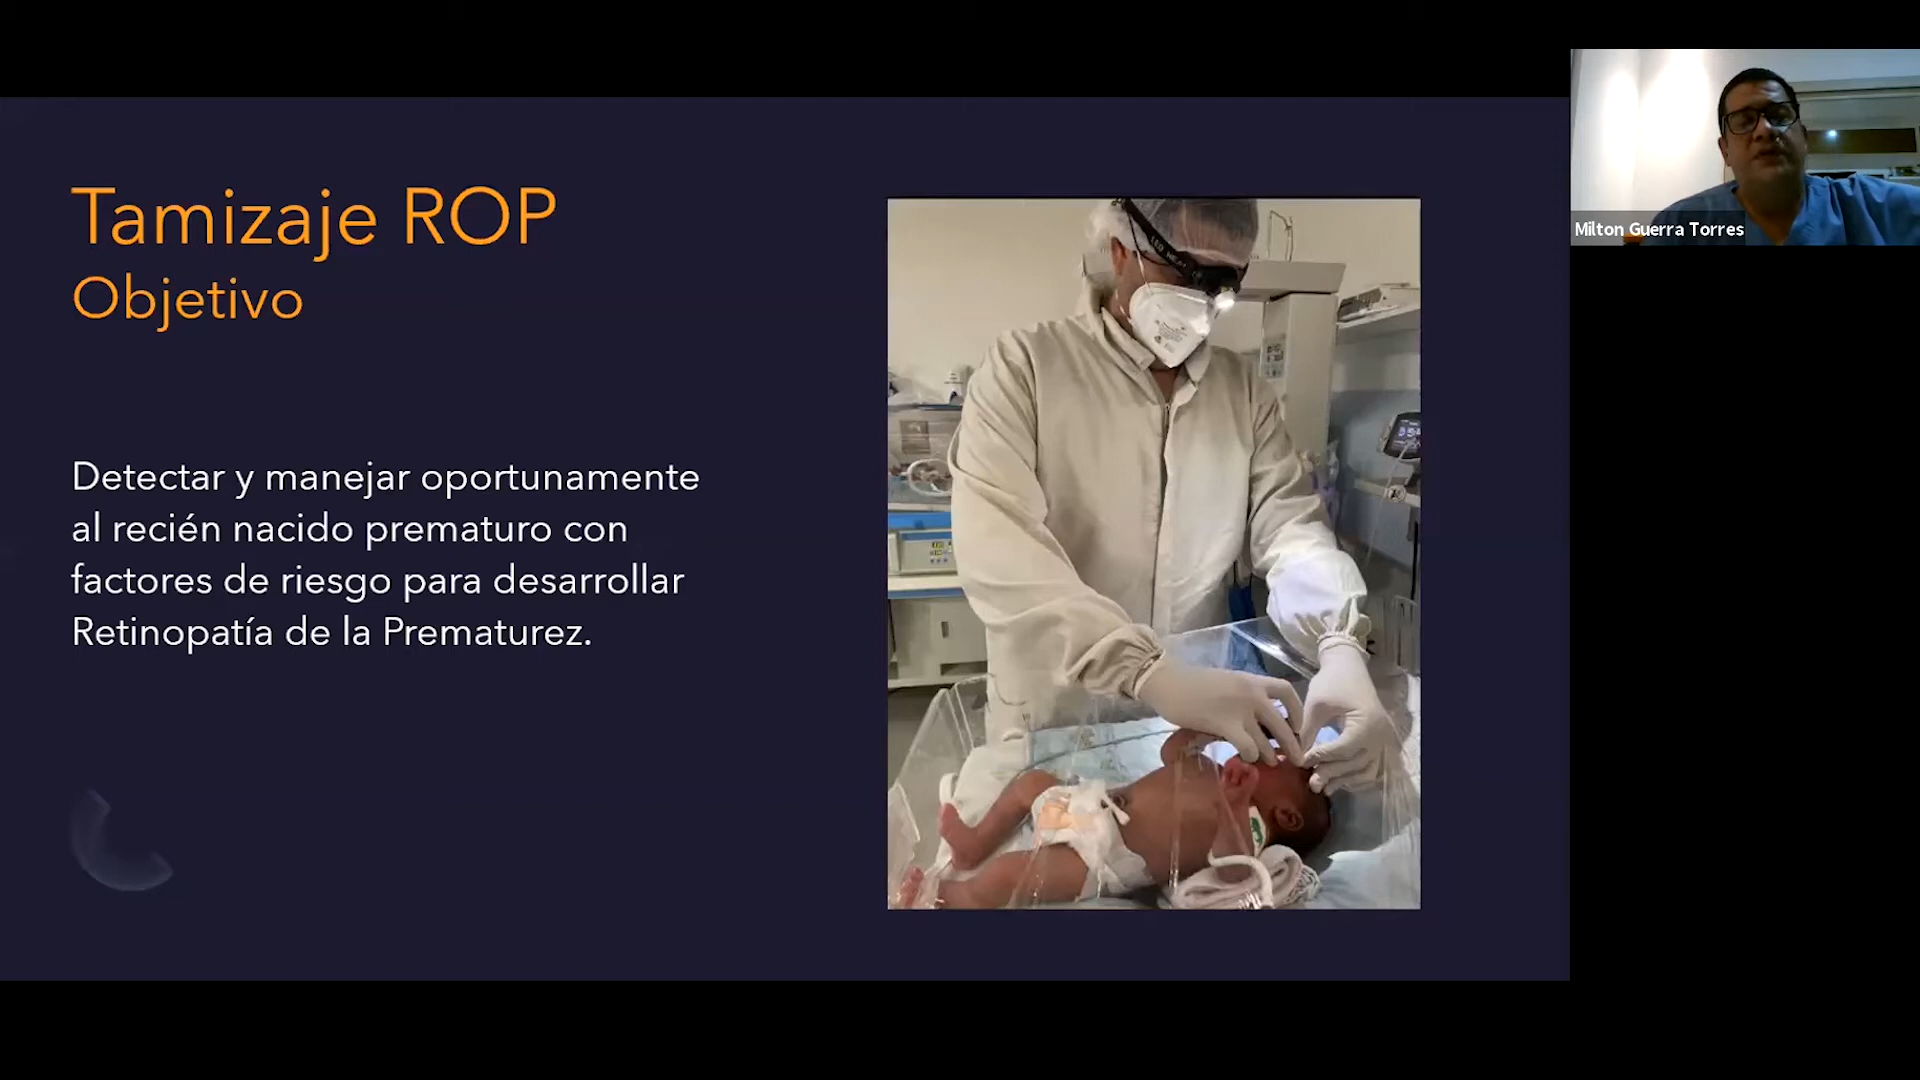 Tamizaje ROP
Objetivo
Detectar y manejar oportunamente
al recién nacido prematuro con
factores de riesgo para desarrollar
Retinopatía de la Prematurez.
Milton Guerra Torres